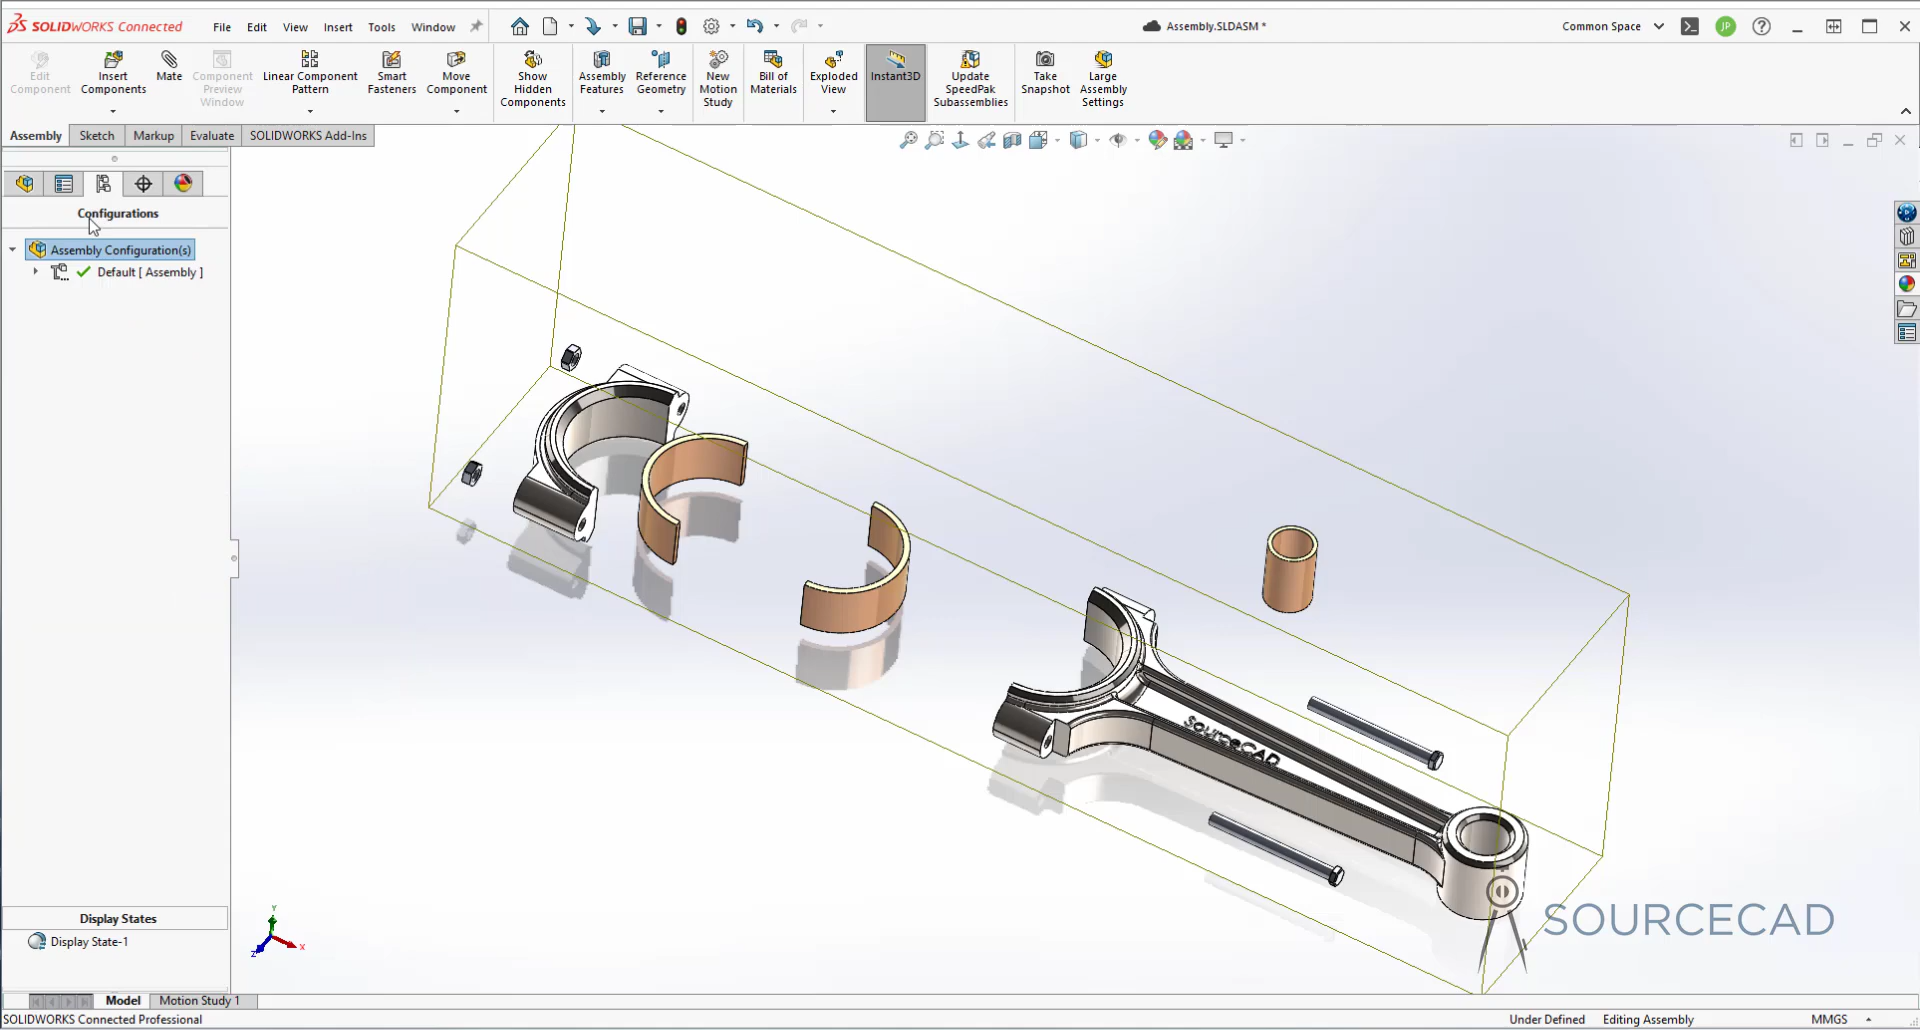 SOLIDWORKS Connected
File Edit View Insert Tools Window
Assembly.SLDASM *
Common Space
JP
Edit Component
Insert Components
Mate
Component Preview Window
Linear Component Pattern
Smart Fasteners
Move Component
Show Hidden Components
Assembly Features
Reference Geometry
New Motion Study
Bill of Materials
Exploded View
Instant3D
Update SpeedPak Subassemblies
Take Snapshot
Large Assembly Settings
Assembly Sketch Markup Evaluate SOLIDWORKS Add-Ins
Configurations
Assembly Configuration(s)
Default [ Assembly ]
SourceCAD
SOURCECAD
Display States
Display State-1
Y
X
Z
Model Motion Study 1
SOLIDWORKS Connected Professional
Under Defined Editing Assembly MMGS